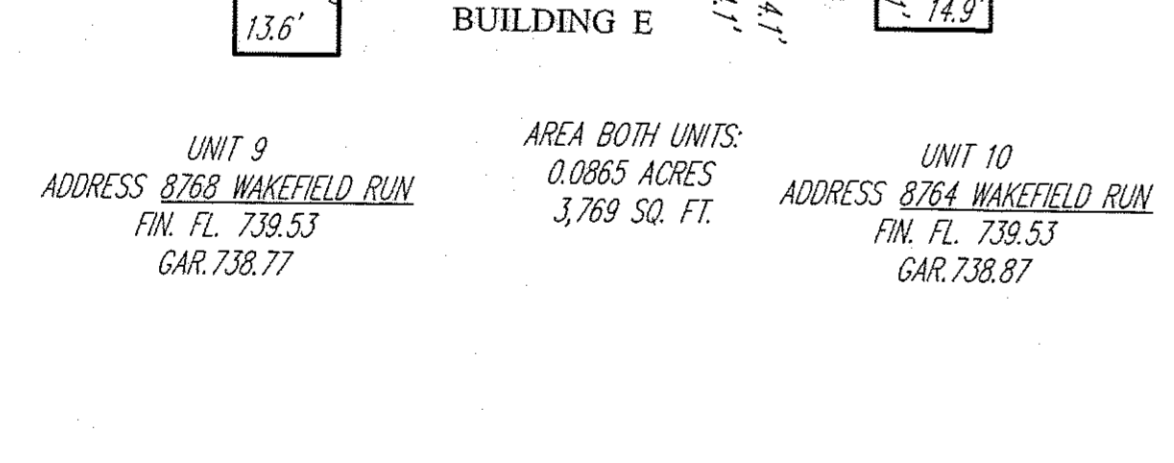 13.6'
BUILDING E
4.1'
14.9'
UNIT 9
ADDRESS 8768 WAKEFIELD RUN
FIN. FL. 739.53
GAR.738.77
AREA BOTH UNITS:
0.0865 ACRES
3,769 SQ. FT.
UNIT 10
ADDRESS 8764 WAKEFIELD RUN
FIN. FL. 739.53
GAR.738.87